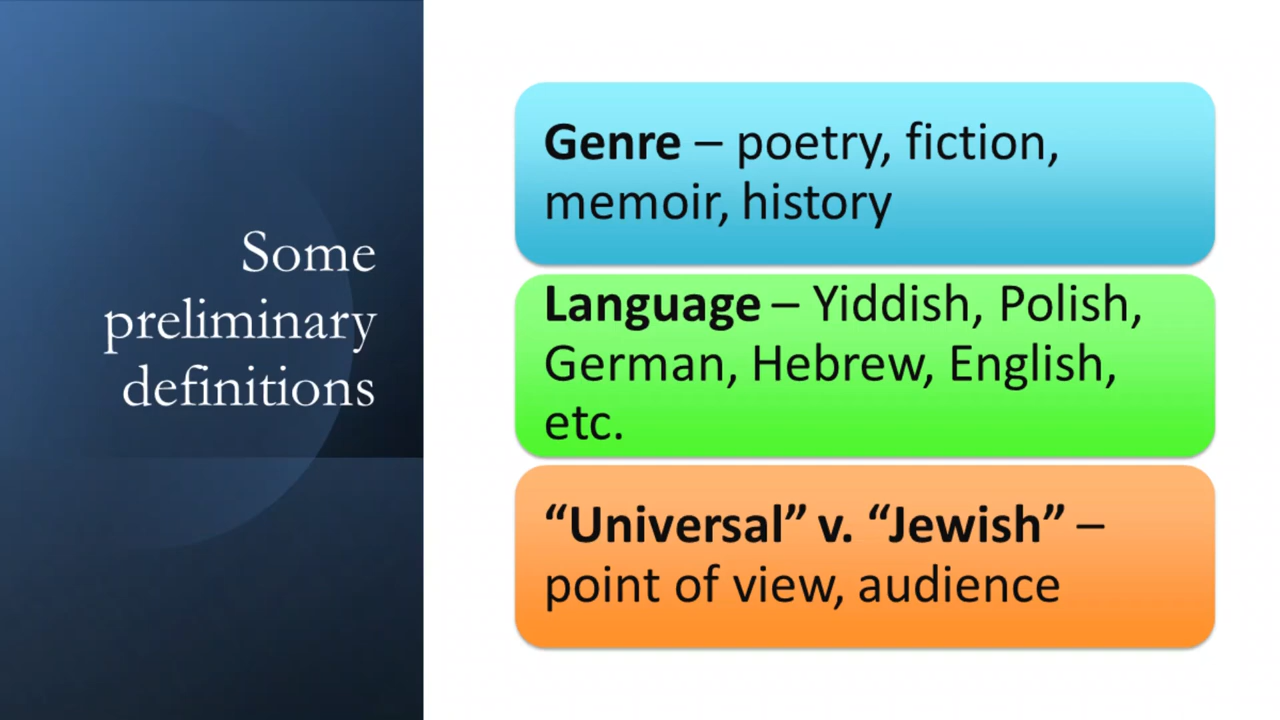 Some
preliminary
definitions
Genre – poetry, fiction,
memoir, history
Language – Yiddish, Polish,
German, Hebrew, English,
etc.
“Universal” v. “Jewish” –
point of view, audience